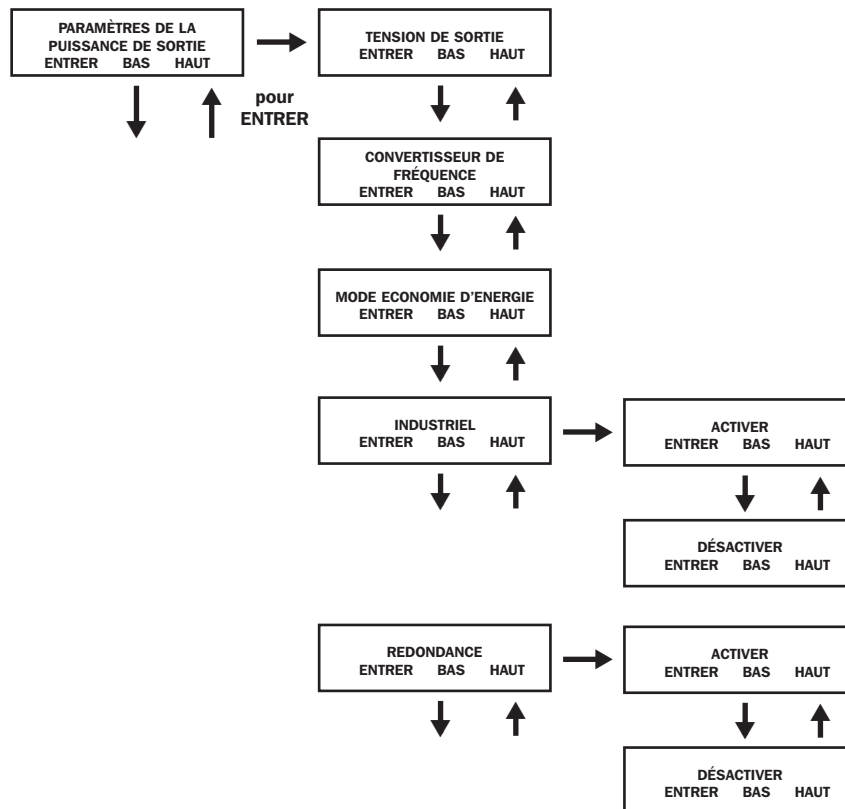 PARAMÈTRES DE LA
PUISSANCE DE SORTIE
ENTRER BAS HAUT
TENSION DE SORTIE
ENTRER BAS HAUT
pour
ENTRER
CONVERTISSEUR DE
FRÉQUENCE
ENTRER BAS HAUT
MODE ECONOMIE D'ENERGIE
ENTRER BAS HAUT
INDUSTRIEL
ENTRER BAS HAUT
ACTIVER
ENTRER BAS HAUT
DÉSACTIVER
ENTRER BAS HAUT
REDONDANCE
ENTRER BAS HAUT
ACTIVER
ENTRER BAS HAUT
DÉSACTIVER
ENTRER BAS HAUT